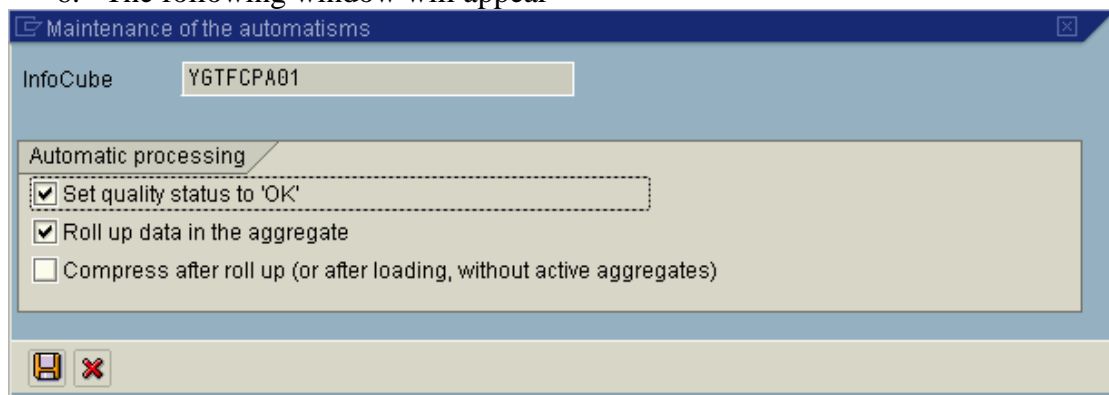 The following window will appear
Maintenance of the automatisms
InfoCube YGTFCPA01
Automatic processing
Set quality status to 'OK'
Roll up data in the aggregate
Compress after roll up (or after loading, without active aggregates)